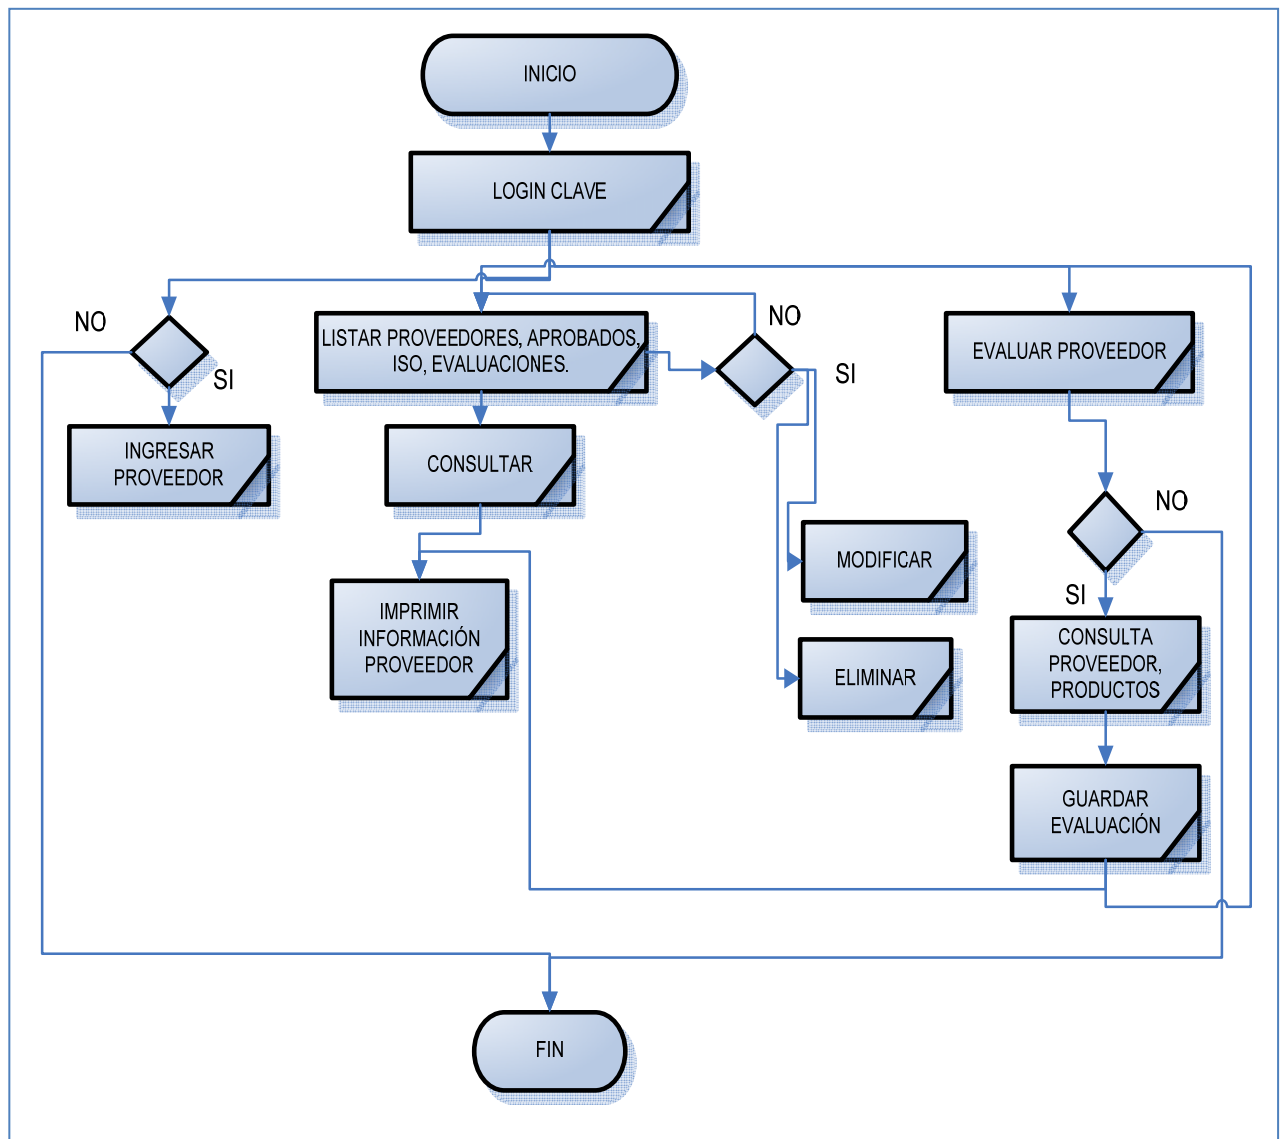 INICIO
LOGIN CLAVE
NO
SI
INGRESAR
PROVEEDOR
LISTAR PROVEEDORES, APROBADOS,
ISO, EVALUACIONES.
NO
SI
CONSULTAR
IMPRIMIR
INFORMACIÓN
PROVEEDOR
MODIFICAR
ELIMINAR
EVALUAR PROVEEDOR
NO
SI
CONSULTA
PROVEEDOR,
PRODUCTOS
GUARDAR
EVALUACIÓN
FIN